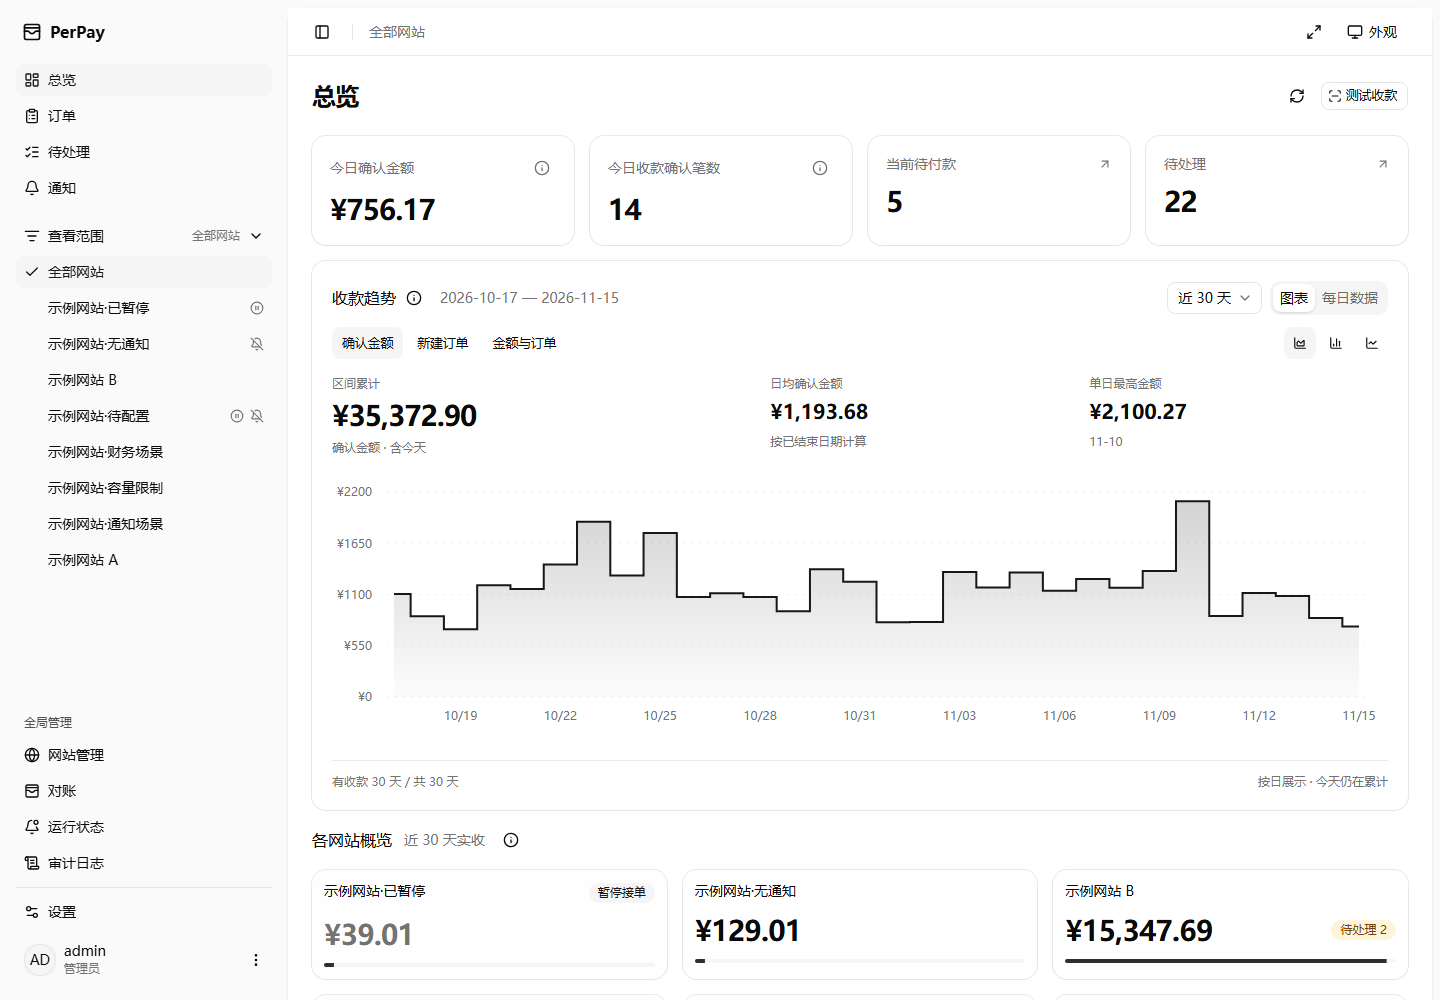 PerPay
总览
订单
待处理
通知
查看范围 全部网站
全部网站
示例网站·已暂停
示例网站·无通知
示例网站 B
示例网站·待配置
示例网站·财务场景
示例网站·容量限制
示例网站·通知场景
示例网站 A
全局管理
网站管理
对账
运行状态
审计日志
设置
AD admin
管理员
全部网站 外观
总览 测试收款
今日确认金额 今日收款确认笔数 当前待付款 待处理
¥756.17 14 5 22
收款趋势 2026-10-17 — 2026-11-15 近 30 天 图表 每日数据
确认金额 新建订单 金额与订单
区间累计 日均确认金额 单日最高金额
¥35,372.90 ¥1,193.68 ¥2,100.27
确认金额 · 含今天 按已结束日期计算 11-10
¥2200
¥1650
¥1100
¥550
¥0
10/19 10/22 10/25 10/28 10/31 11/03 11/06 11/09 11/12 11/15
有收款 30 天 / 共 30 天 按日展示 · 今天仍在累计
各网站概览 近 30 天实收
示例网站·已暂停 暂停接单 示例网站·无通知 示例网站 B
¥39.01 ¥129.01 ¥15,347.69 待处理 2